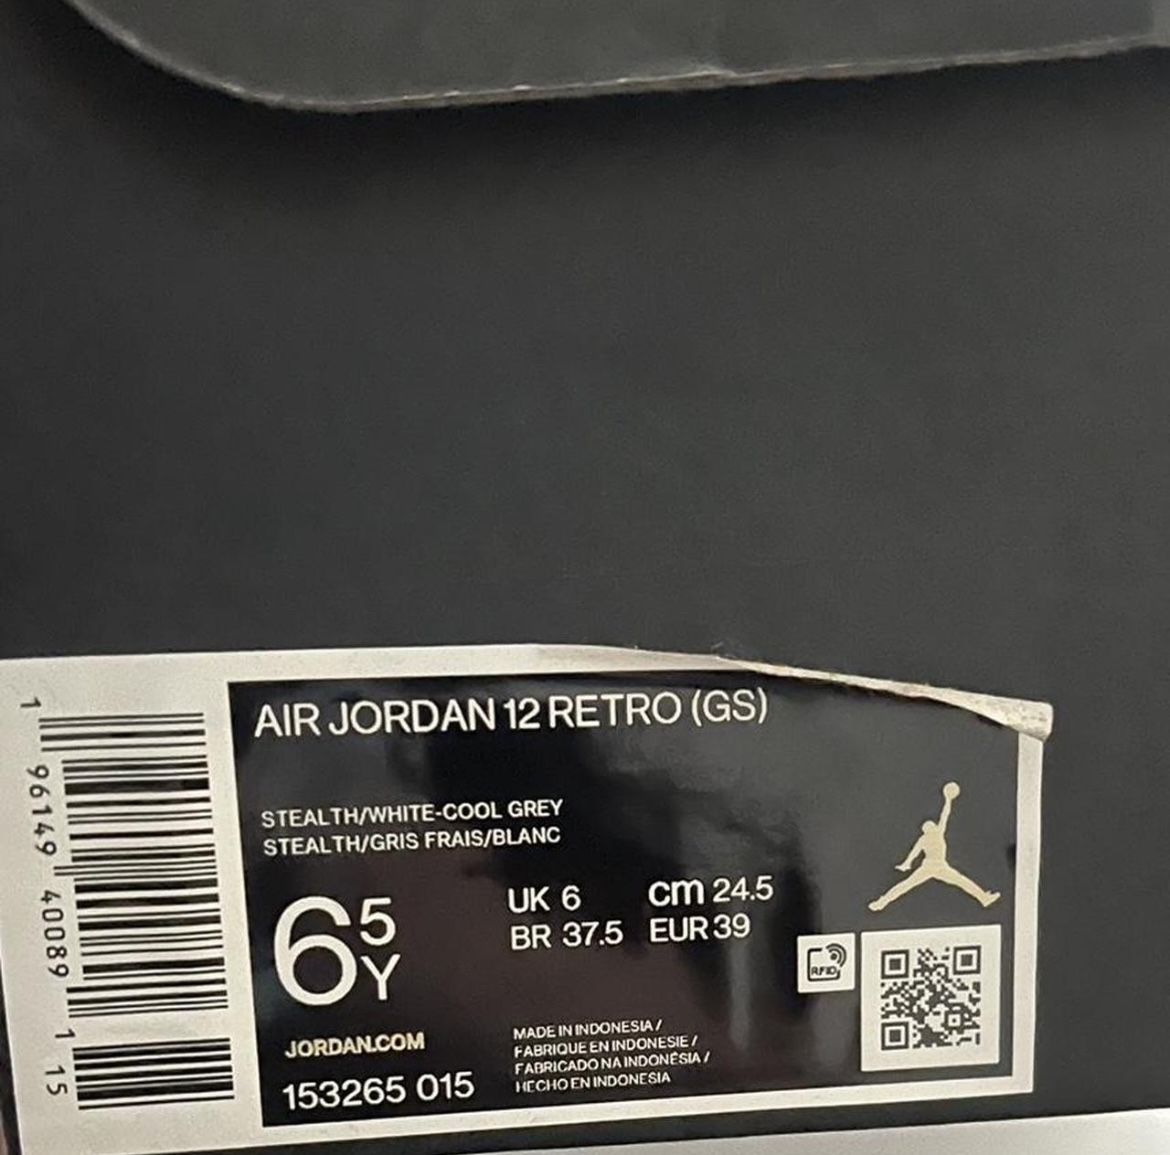 AIR JORDAN 12 RETRO (GS)
STEALTH/WHITE-COOL GREY
STEALTH/GRIS FRAIS/BLANC
6 5 Y
UK 6 cm 24.5
BR 37.5 EUR 39
RFID
JORDAN.COM
153265 015
MADE IN INDONESIA /
FABRIQUE EN INDONESIE /
FABRICADO NA INDONÉSIA /
HECHO EN INDONESIA
1 96149 40089 1 15